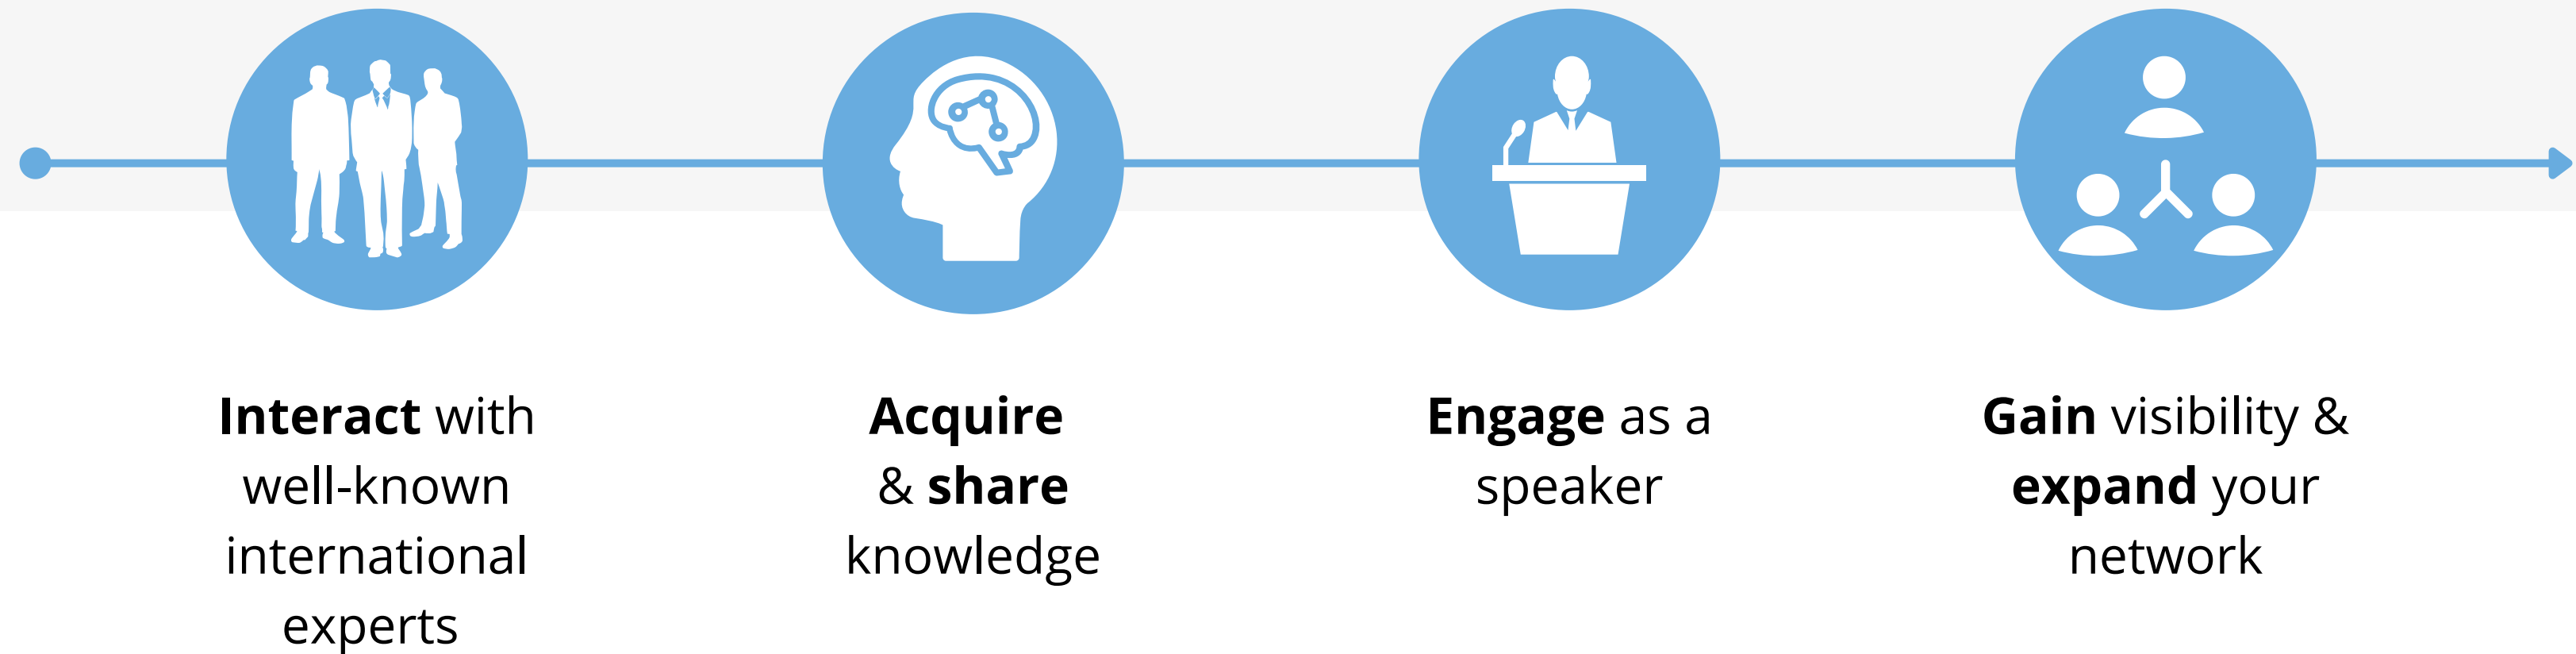 Interact with
well-known
international
experts
Acquire
& share
knowledge
Engage as a
speaker
Gain visibility &
expand your
network